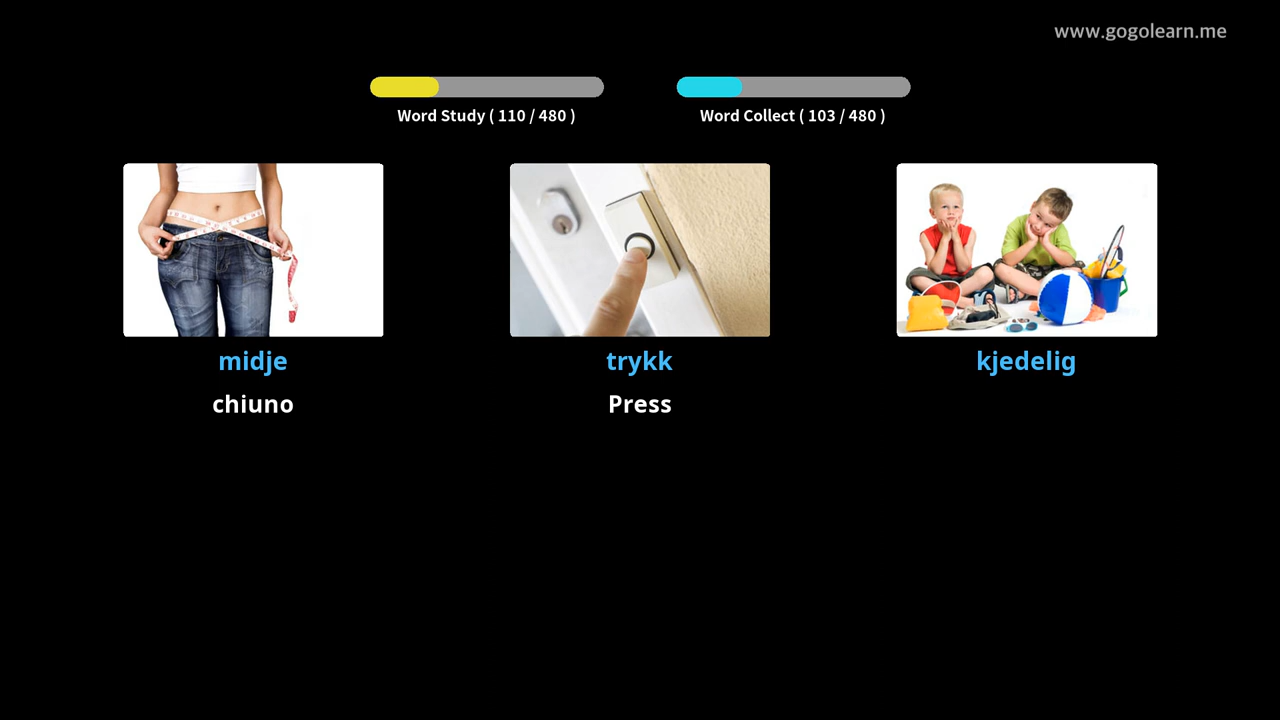 www.gogolearn.me
Word Study ( 110 / 480 )
Word Collect ( 103 / 480 )
midje
trykk
kjedelig
chiuno
Press